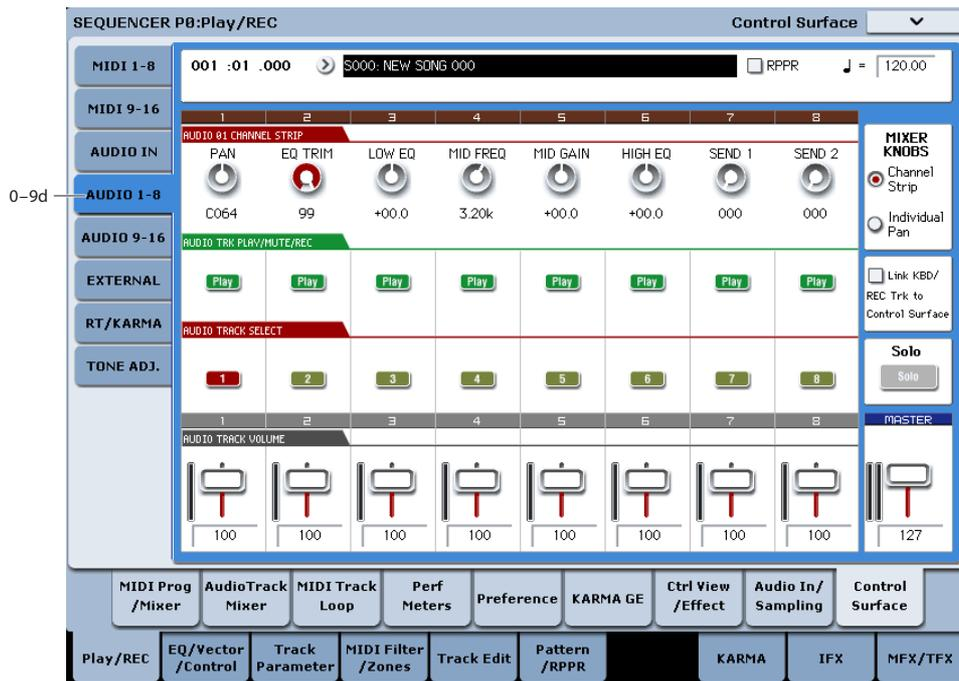 SEQUENCER P0:Play/REC Control Surface
MIDI 1-8
001 :01 .000 S000: NEW SONG 000 RPPR ♩ = 120.00
MIDI 9-16
AUDIO IN
0–9d
AUDIO 1-8
AUDIO 9-16
EXTERNAL
RT/KARMA
TONE ADJ.
1 2 3 4 5 6 7 8
AUDIO 01 CHANNEL STRIP
PAN EQ TRIM LOW EQ MID FREQ MID GAIN HIGH EQ SEND 1 SEND 2
C064 99 +00.0 3.20k +00.0 +00.0 000 000
AUDIO TRK PLAY/MUTE/REC
Play Play Play Play Play Play Play Play
AUDIO TRACK SELECT
1 2 3 4 5 6 7 8
1 2 3 4 5 6 7 8
AUDIO TRACK VOLUME
100 100 100 100 100 100 100 100
MIXER
KNOBS
Channel
Strip
Individual
Pan
Link KBD/
REC Trk to
Control Surface
Solo
Solo
MASTER
127
MIDI Prog
/Mixer
AudioTrack
Mixer
MIDI Track
Loop
Perf
Meters
Preference
KARMA GE
Ctrl View
/Effect
Audio In/
Sampling
Control
Surface
Play/REC
EQ/Vector
/Control
Track
Parameter
MIDI Filter
/Zones
Track Edit
Pattern
/RPPR
KARMA
IFX
MFX/TFX